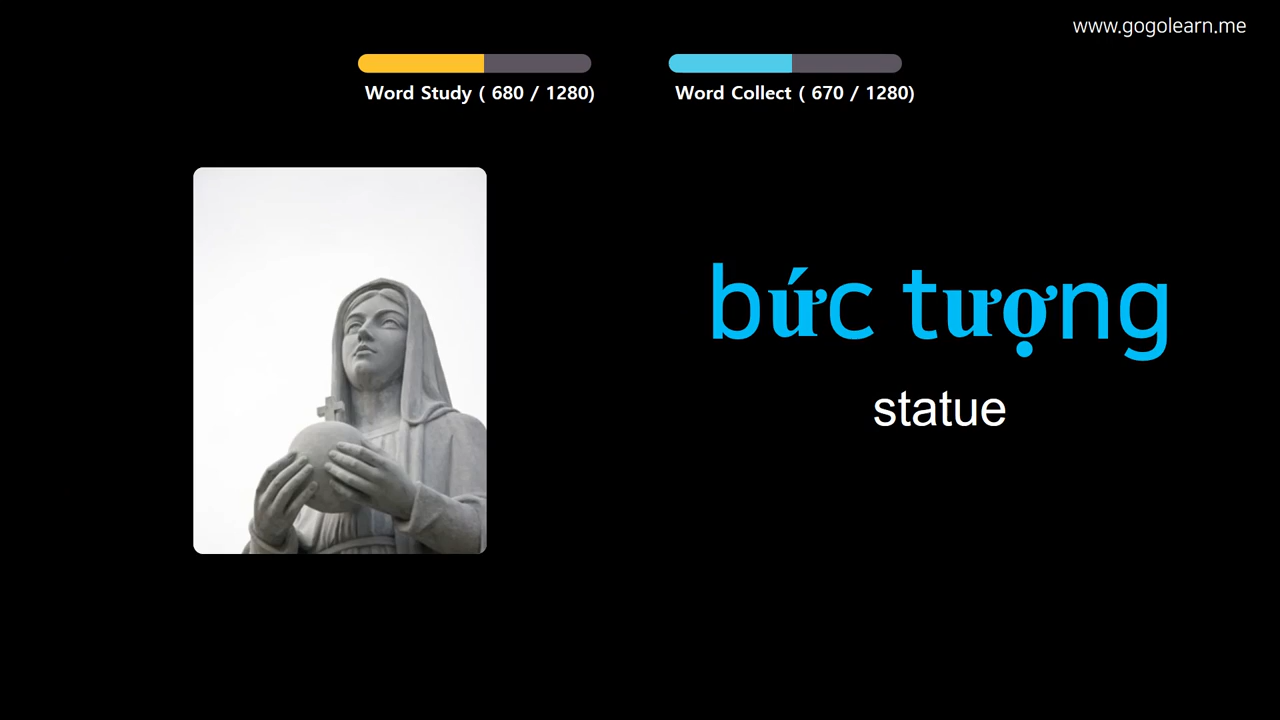 www.gogolearn.me
Word Study ( 680 / 1280)
Word Collect ( 670 / 1280)
bức tượng
statue